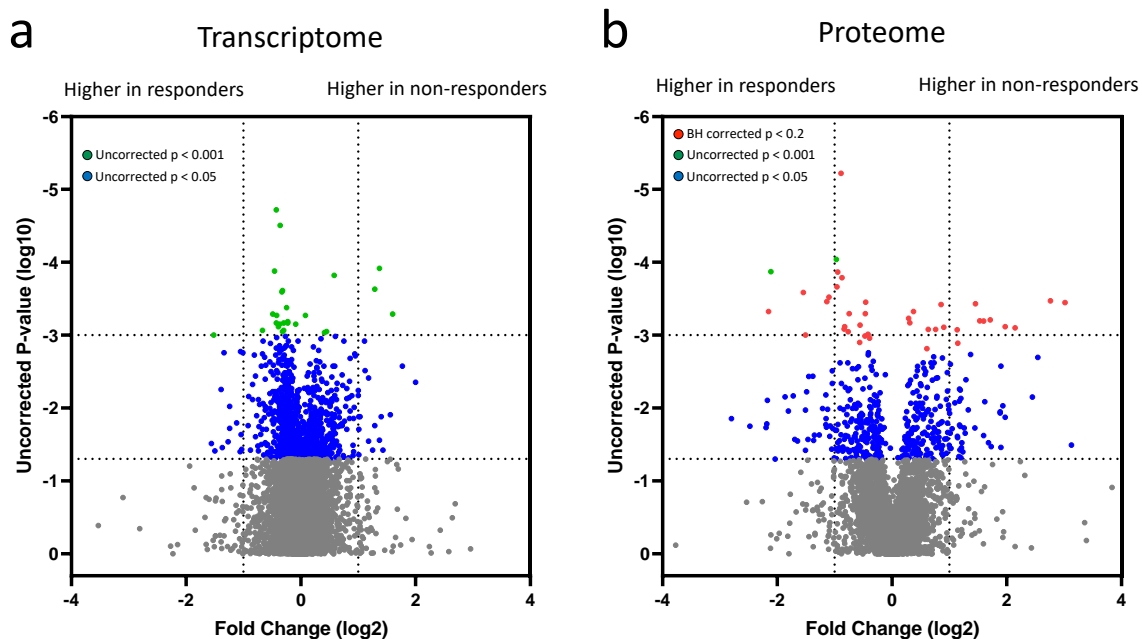 a
Transcriptome
Higher in responders
Higher in non-responders
Uncorrected p < 0.001
Uncorrected p < 0.05
Uncorrected P-value (log10)
-6
-5
-4
-3
-2
-1
0
-4
-2
0
2
4
Fold Change (log2)
b
Proteome
Higher in responders
Higher in non-responders
BH corrected p < 0.2
Uncorrected p < 0.001
Uncorrected p < 0.05
Uncorrected P-value (log10)
-6
-5
-4
-3
-2
-1
0
-4
-2
0
2
4
Fold Change (log2)